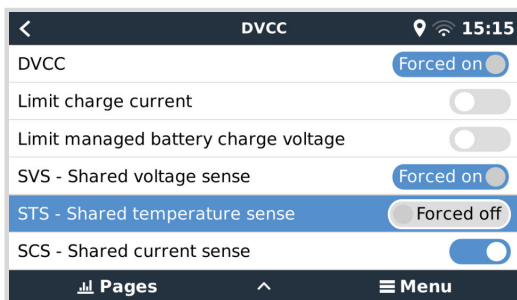 DVCC 15:15
DVCC Forced on
Limit charge current
Limit managed battery charge voltage
SVS - Shared voltage sense Forced on
STS - Shared temperature sense Forced off
SCS - Shared current sense
Pages Menu